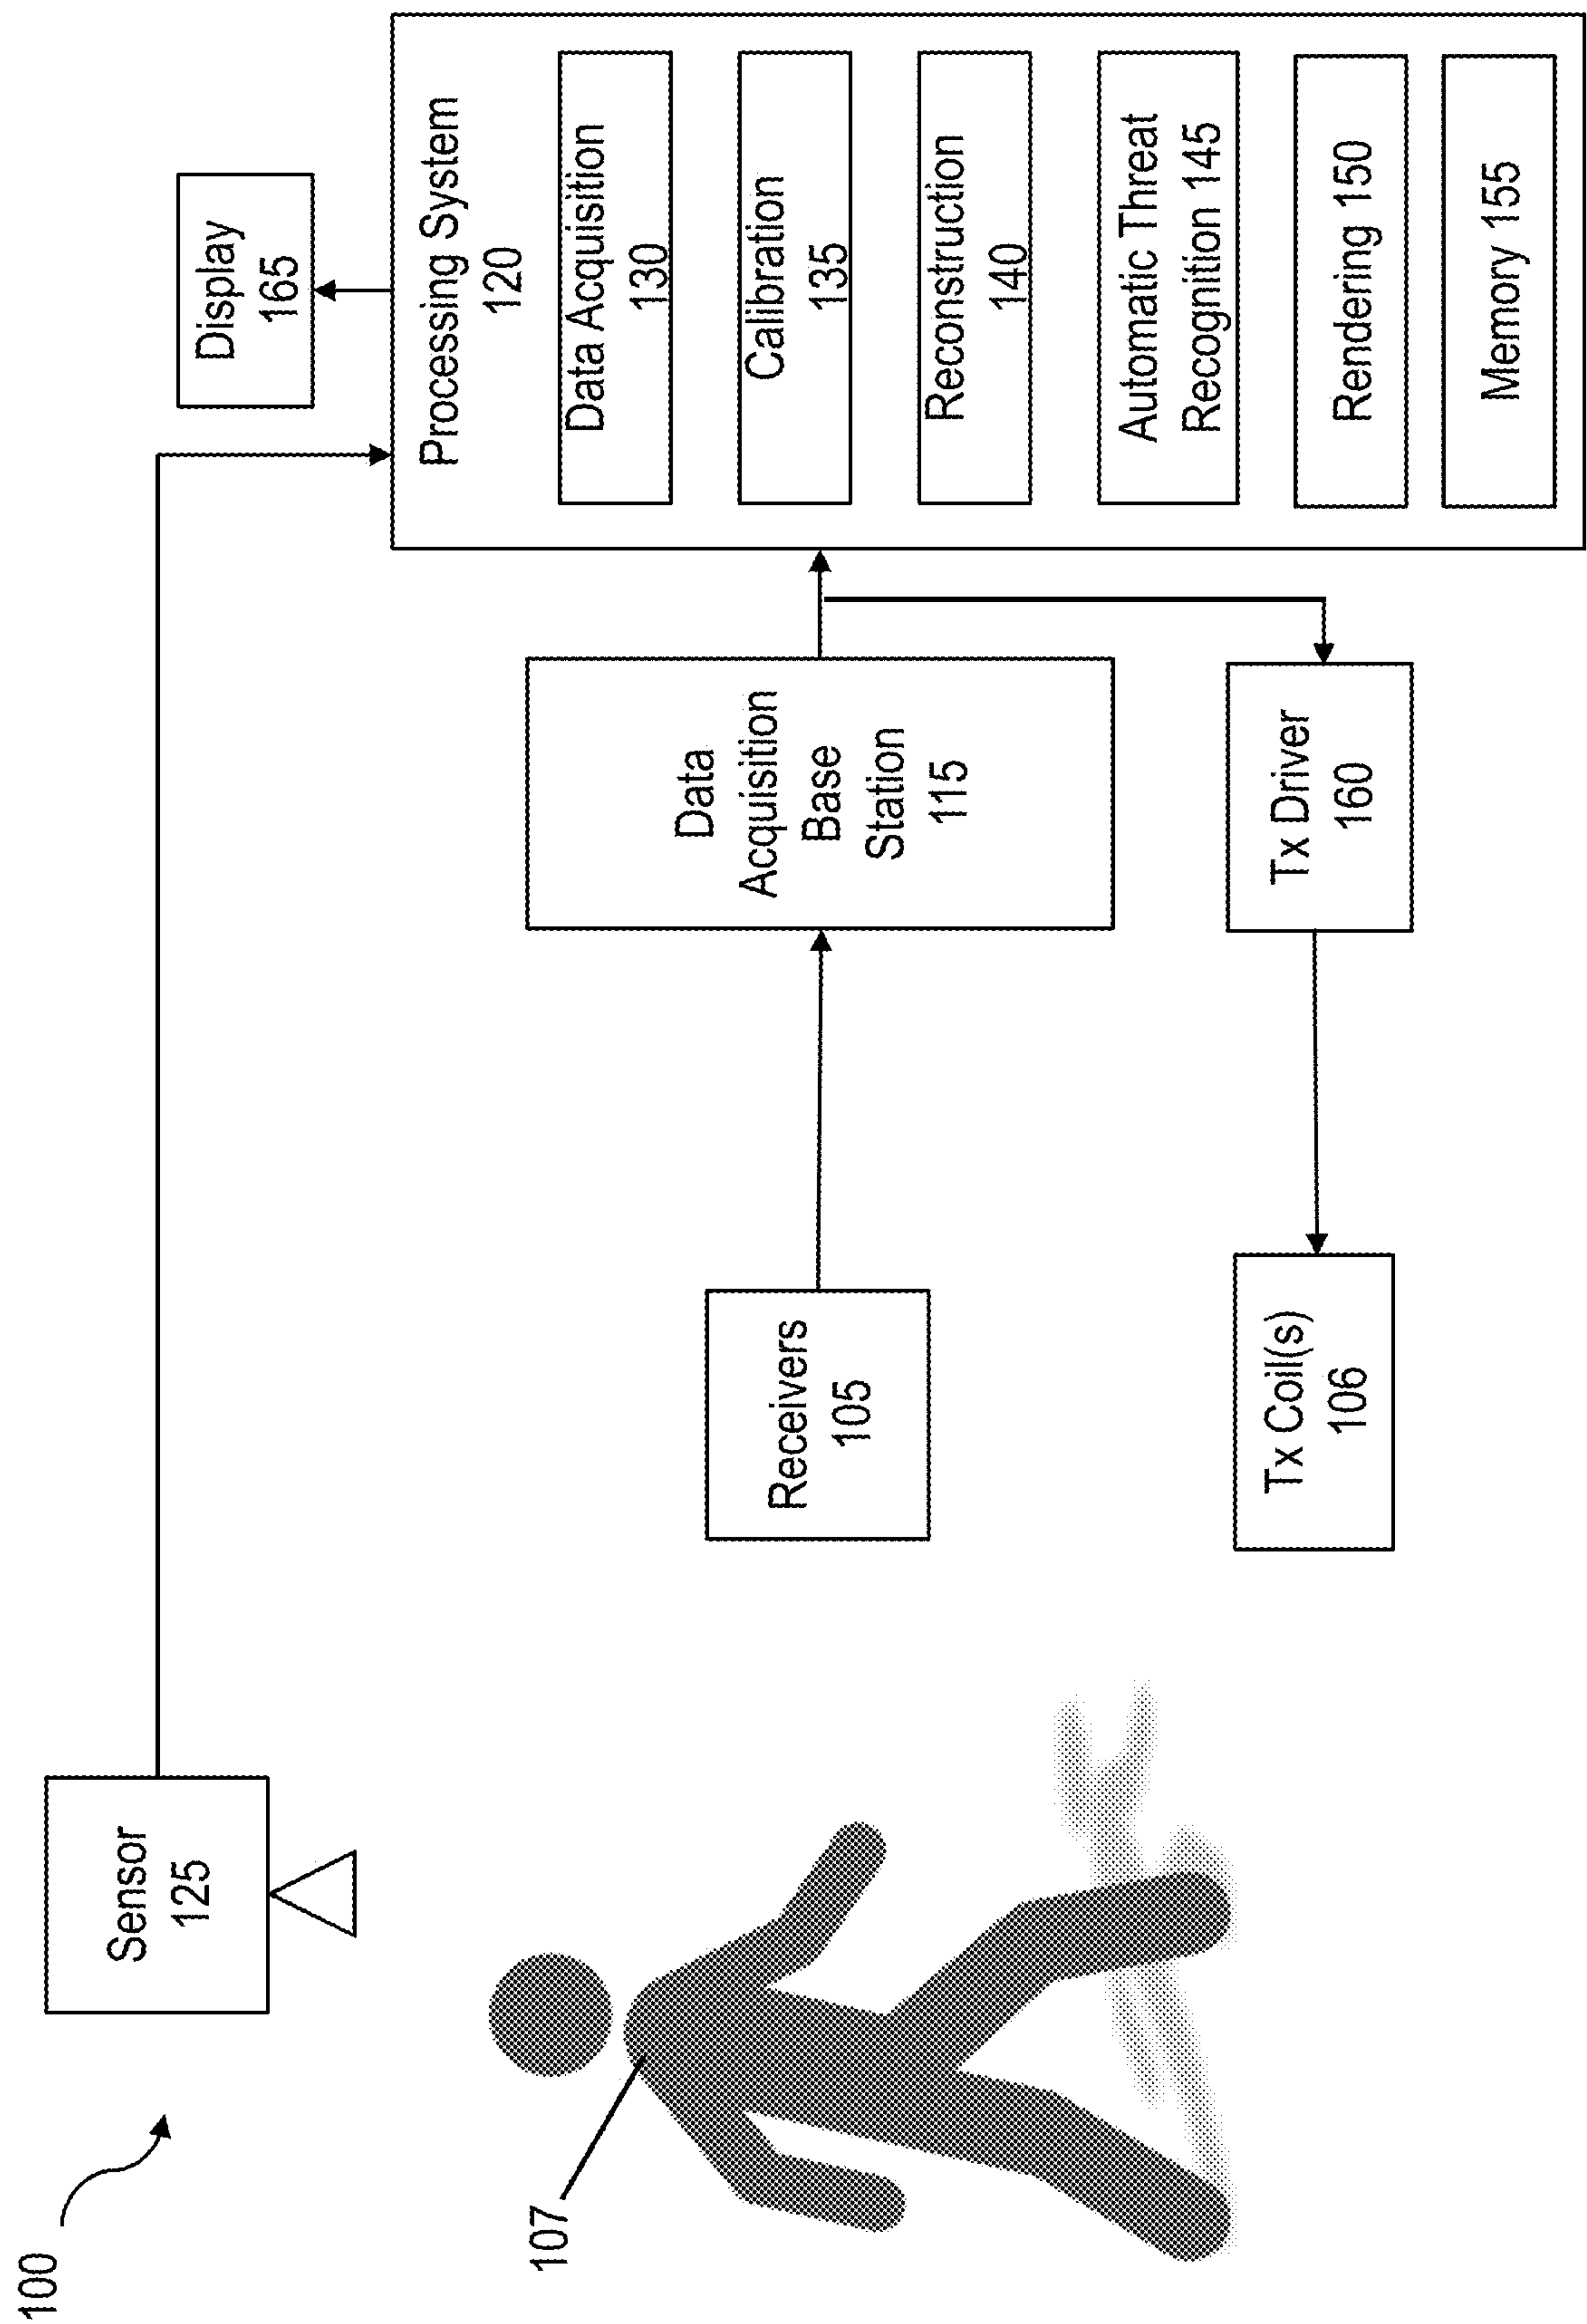 100
Sensor
125
107
Receivers
105
Tx Coil(s)
106
Data
Acquisition
Base
Station
115
Tx Driver
160
Display
165
Processing System
120
Data Acquisition
130
Calibration
135
Reconstruction
140
Automatic Threat
Recognition 145
Rendering 150
Memory 155